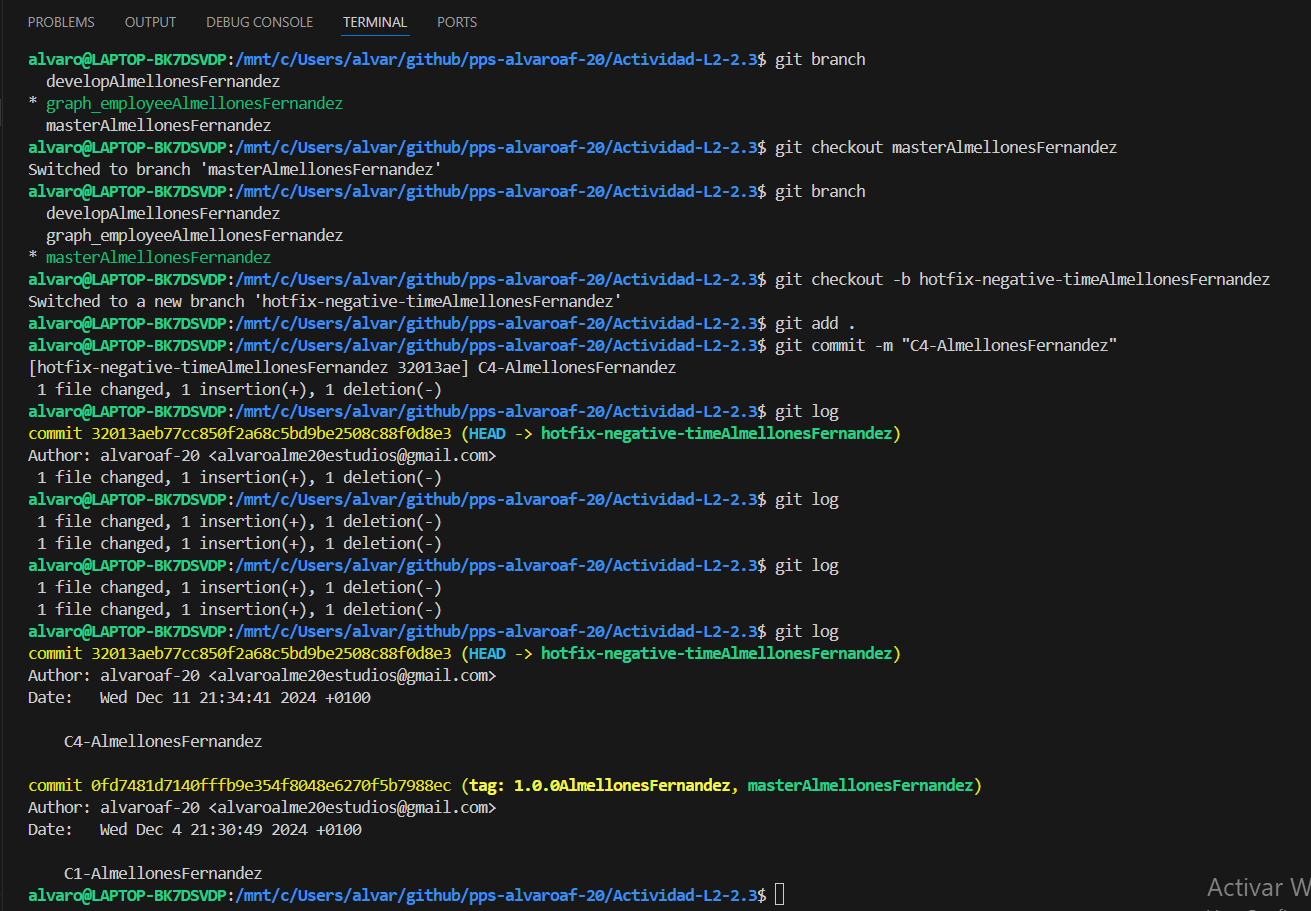 PROBLEMS OUTPUT DEBUG CONSOLE TERMINAL PORTS
alvaro@LAPTOP-BK7DSVDP:/mnt/c/Users/alvar/github/pps-alvaroaf-20/Actividad-L2-2.3$ git branch
  developAlmellonesFernandez
* graph_employeeAlmellonesFernandez
  masterAlmellonesFernandez
alvaro@LAPTOP-BK7DSVDP:/mnt/c/Users/alvar/github/pps-alvaroaf-20/Actividad-L2-2.3$ git checkout masterAlmellonesFernandez
Switched to branch 'masterAlmellonesFernandez'
alvaro@LAPTOP-BK7DSVDP:/mnt/c/Users/alvar/github/pps-alvaroaf-20/Actividad-L2-2.3$ git branch
  developAlmellonesFernandez
  graph_employeeAlmellonesFernandez
* masterAlmellonesFernandez
alvaro@LAPTOP-BK7DSVDP:/mnt/c/Users/alvar/github/pps-alvaroaf-20/Actividad-L2-2.3$ git checkout -b hotfix-negative-timeAlmellonesFernandez
Switched to a new branch 'hotfix-negative-timeAlmellonesFernandez'
alvaro@LAPTOP-BK7DSVDP:/mnt/c/Users/alvar/github/pps-alvaroaf-20/Actividad-L2-2.3$ git add .
alvaro@LAPTOP-BK7DSVDP:/mnt/c/Users/alvar/github/pps-alvaroaf-20/Actividad-L2-2.3$ git commit -m "C4-AlmellonesFernandez"
[hotfix-negative-timeAlmellonesFernandez 32013ae] C4-AlmellonesFernandez
 1 file changed, 1 insertion(+), 1 deletion(-)
alvaro@LAPTOP-BK7DSVDP:/mnt/c/Users/alvar/github/pps-alvaroaf-20/Actividad-L2-2.3$ git log
commit 32013aeb77cc850f2a68c5bd9be2508c88f0d8e3 (HEAD -> hotfix-negative-timeAlmellonesFernandez)
Author: alvaroaf-20 <alvaroalme20estudios@gmail.com>
 1 file changed, 1 insertion(+), 1 deletion(-)
alvaro@LAPTOP-BK7DSVDP:/mnt/c/Users/alvar/github/pps-alvaroaf-20/Actividad-L2-2.3$ git log
 1 file changed, 1 insertion(+), 1 deletion(-)
 1 file changed, 1 insertion(+), 1 deletion(-)
alvaro@LAPTOP-BK7DSVDP:/mnt/c/Users/alvar/github/pps-alvaroaf-20/Actividad-L2-2.3$ git log
 1 file changed, 1 insertion(+), 1 deletion(-)
 1 file changed, 1 insertion(+), 1 deletion(-)
alvaro@LAPTOP-BK7DSVDP:/mnt/c/Users/alvar/github/pps-alvaroaf-20/Actividad-L2-2.3$ git log
commit 32013aeb77cc850f2a68c5bd9be2508c88f0d8e3 (HEAD -> hotfix-negative-timeAlmellonesFernandez)
Author: alvaroaf-20 <alvaroalme20estudios@gmail.com>
Date:   Wed Dec 11 21:34:41 2024 +0100
    C4-AlmellonesFernandez
commit 0fd7481d7140fffb9e354f8048e6270f5b7988ec (tag: 1.0.0AlmellonesFernandez, masterAlmellonesFernandez)
Author: alvaroaf-20 <alvaroalme20estudios@gmail.com>
Date:   Wed Dec 4 21:30:49 2024 +0100
    C1-AlmellonesFernandez
alvaro@LAPTOP-BK7DSVDP:/mnt/c/Users/alvar/github/pps-alvaroaf-20/Actividad-L2-2.3$
Activar W